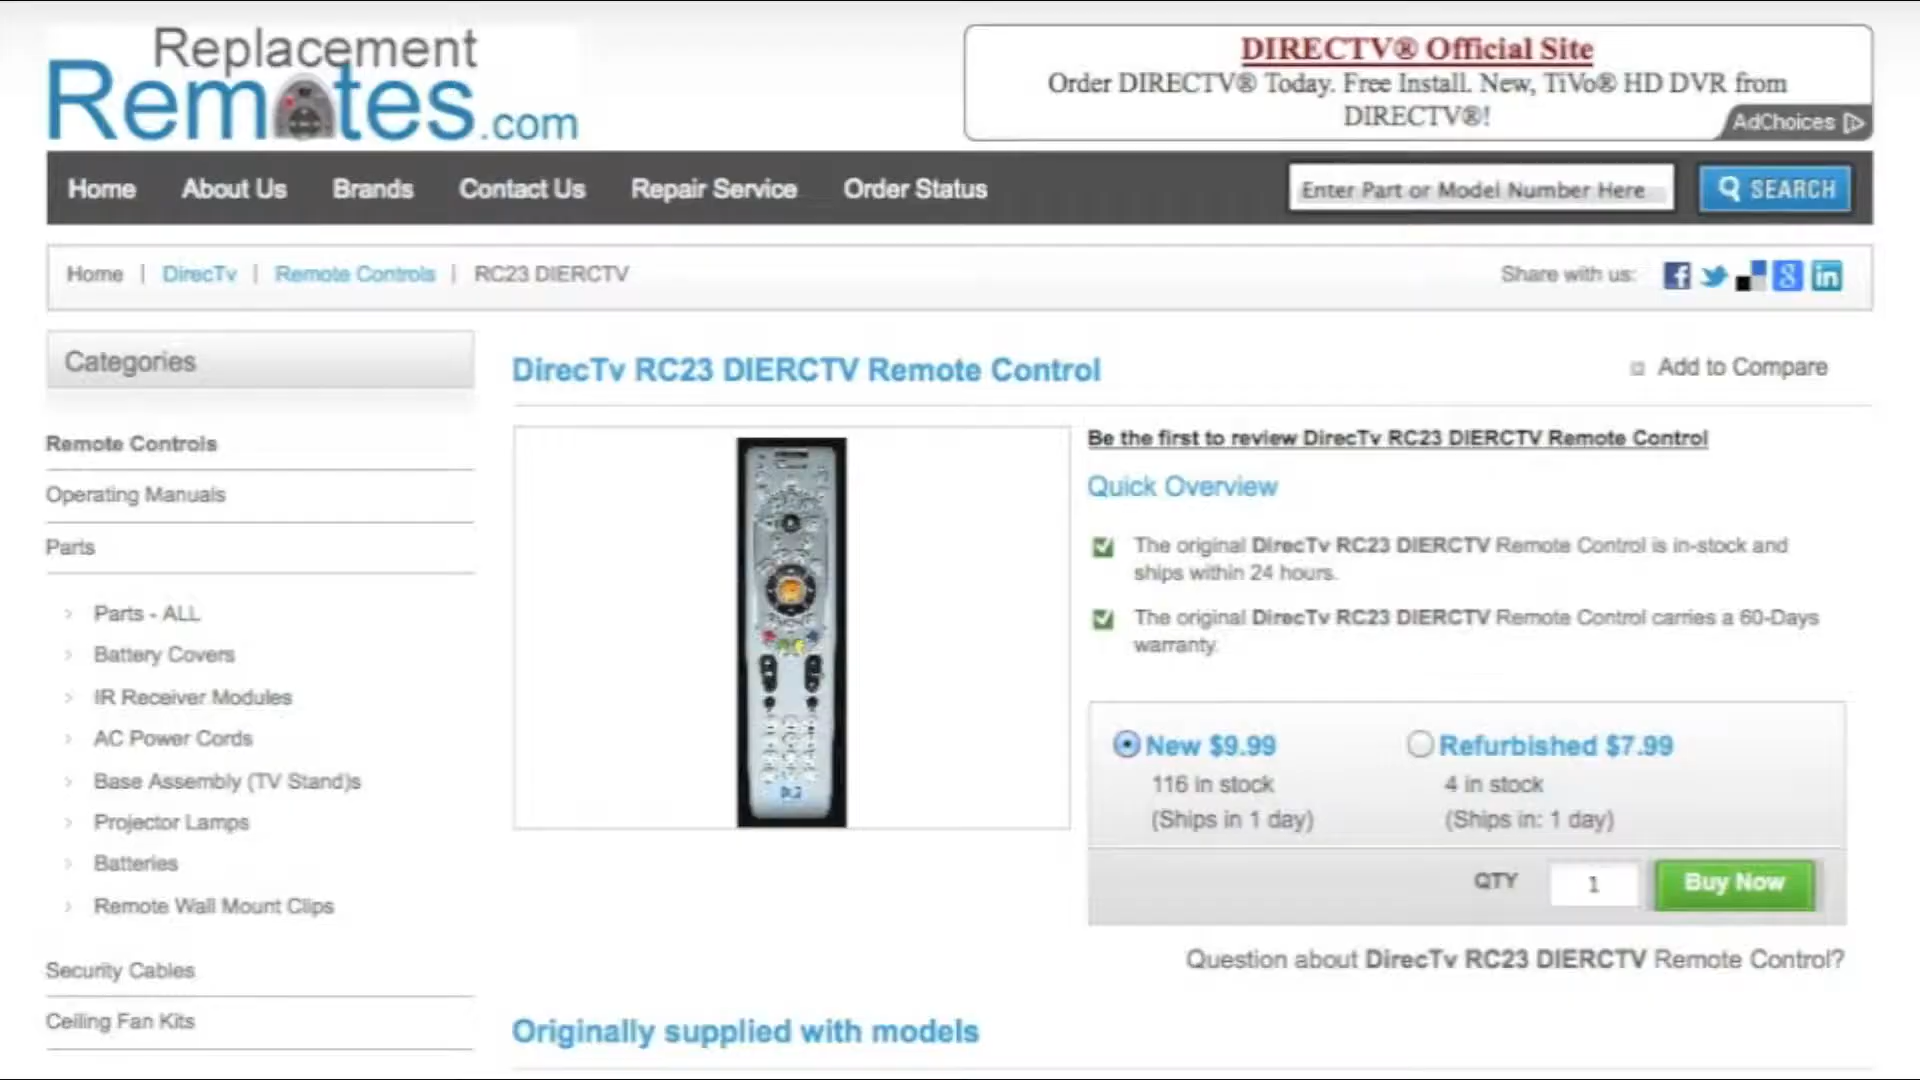 Replacement
Remotes.com
DIRECTV® Official Site
Order DIRECTV® Today. Free Install. New, TiVo® HD DVR from
DIRECTV®!
AdChoices
Home About Us Brands Contact Us Repair Service Order Status Enter Part or Model Number Here SEARCH
Home | DirecTv | Remote Controls | RC23 DIERCTV Share with us:
Categories
Remote Controls
Operating Manuals
Parts
Parts - ALL
Battery Covers
IR Receiver Modules
AC Power Cords
Base Assembly (TV Stand)s
Projector Lamps
Batteries
Remote Wall Mount Clips
Security Cables
Ceiling Fan Kits
DirecTv RC23 DIERCTV Remote Control
Add to Compare
Be the first to review DirecTv RC23 DIERCTV Remote Control
Quick Overview
The original DirecTv RC23 DIERCTV Remote Control is in-stock and
ships within 24 hours.
The original DirecTv RC23 DIERCTV Remote Control carries a 60-Days
warranty.
New $9.99 Refurbished $7.99
116 in stock 4 in stock
(Ships in 1 day) (Ships in: 1 day)
QTY 1 Buy Now
Question about DirecTv RC23 DIERCTV Remote Control?
Originally supplied with models